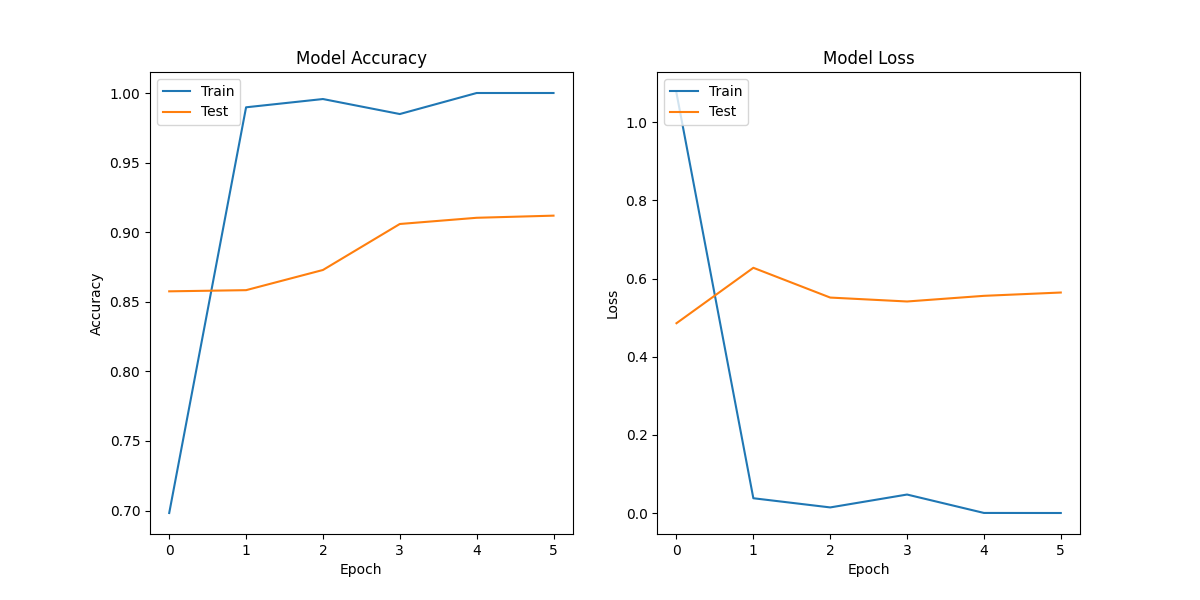 Model Accuracy
Train
Test
1.00
0.95
0.90
0.85
0.80
0.75
0.70
Accuracy
0 1 2 3 4 5
Epoch
Model Loss
Train
Test
1.0
0.8
0.6
0.4
0.2
0.0
Loss
0 1 2 3 4 5
Epoch